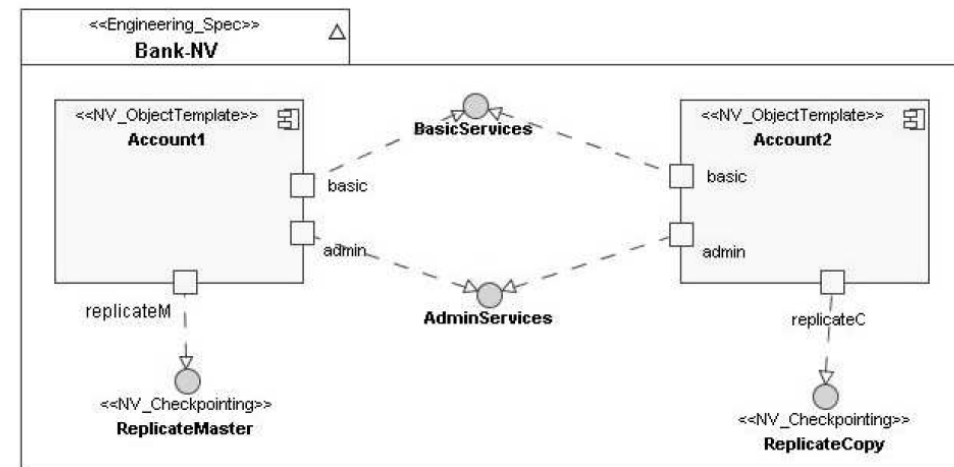 <<Engineering_Spec>>
Bank-NV
<<NV_ObjectTemplate>>
Account1
BasicServices
<<NV_ObjectTemplate>>
Account2
basic
basic
admin
admin
replicateM
AdminServices
replicateC
<<NV_Checkpointing>>
ReplicateMaster
<<NV_Checkpointing>>
ReplicateCopy